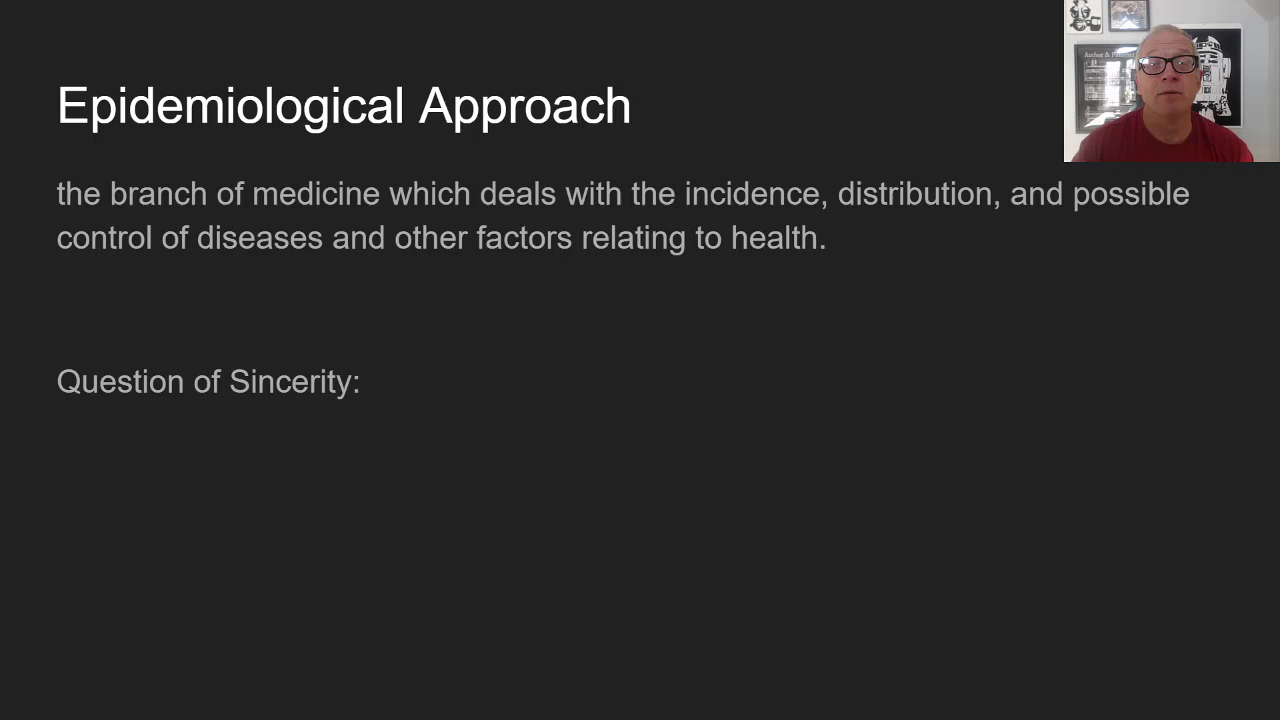 Epidemiological Approach
the branch of medicine which deals with the incidence, distribution, and possible
control of diseases and other factors relating to health.
Question of Sincerity: